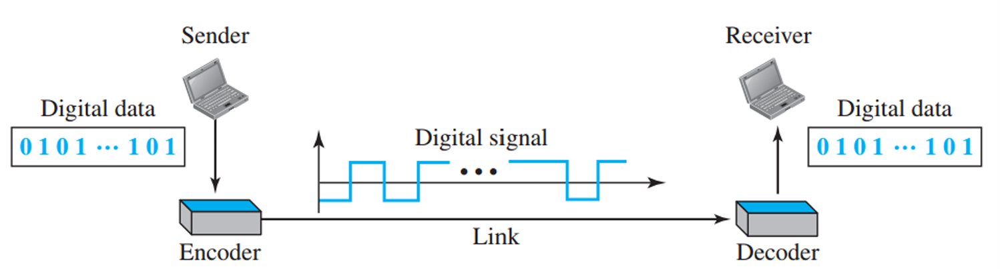 Sender
Receiver
Digital data
Digital data
0 1 0 1 ... 1 0 1
Digital signal
0 1 0 1 ... 1 0 1
...
Link
Encoder
Decoder